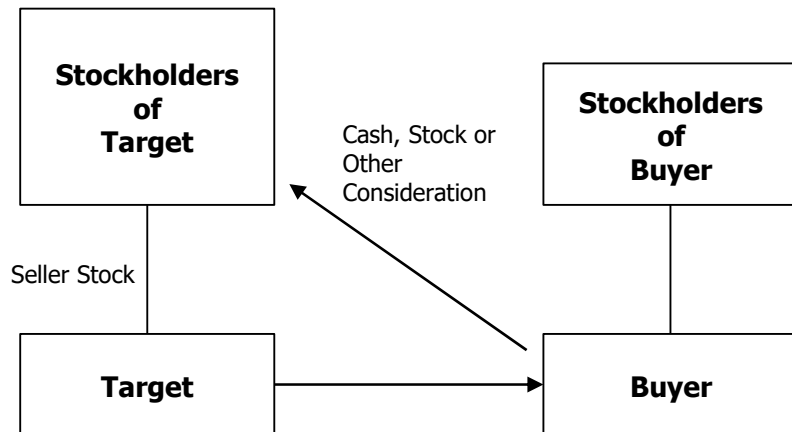 Stockholders
of
Target
Stockholders
of
Buyer
Cash, Stock or
Other
Consideration
Seller Stock
Target
Buyer